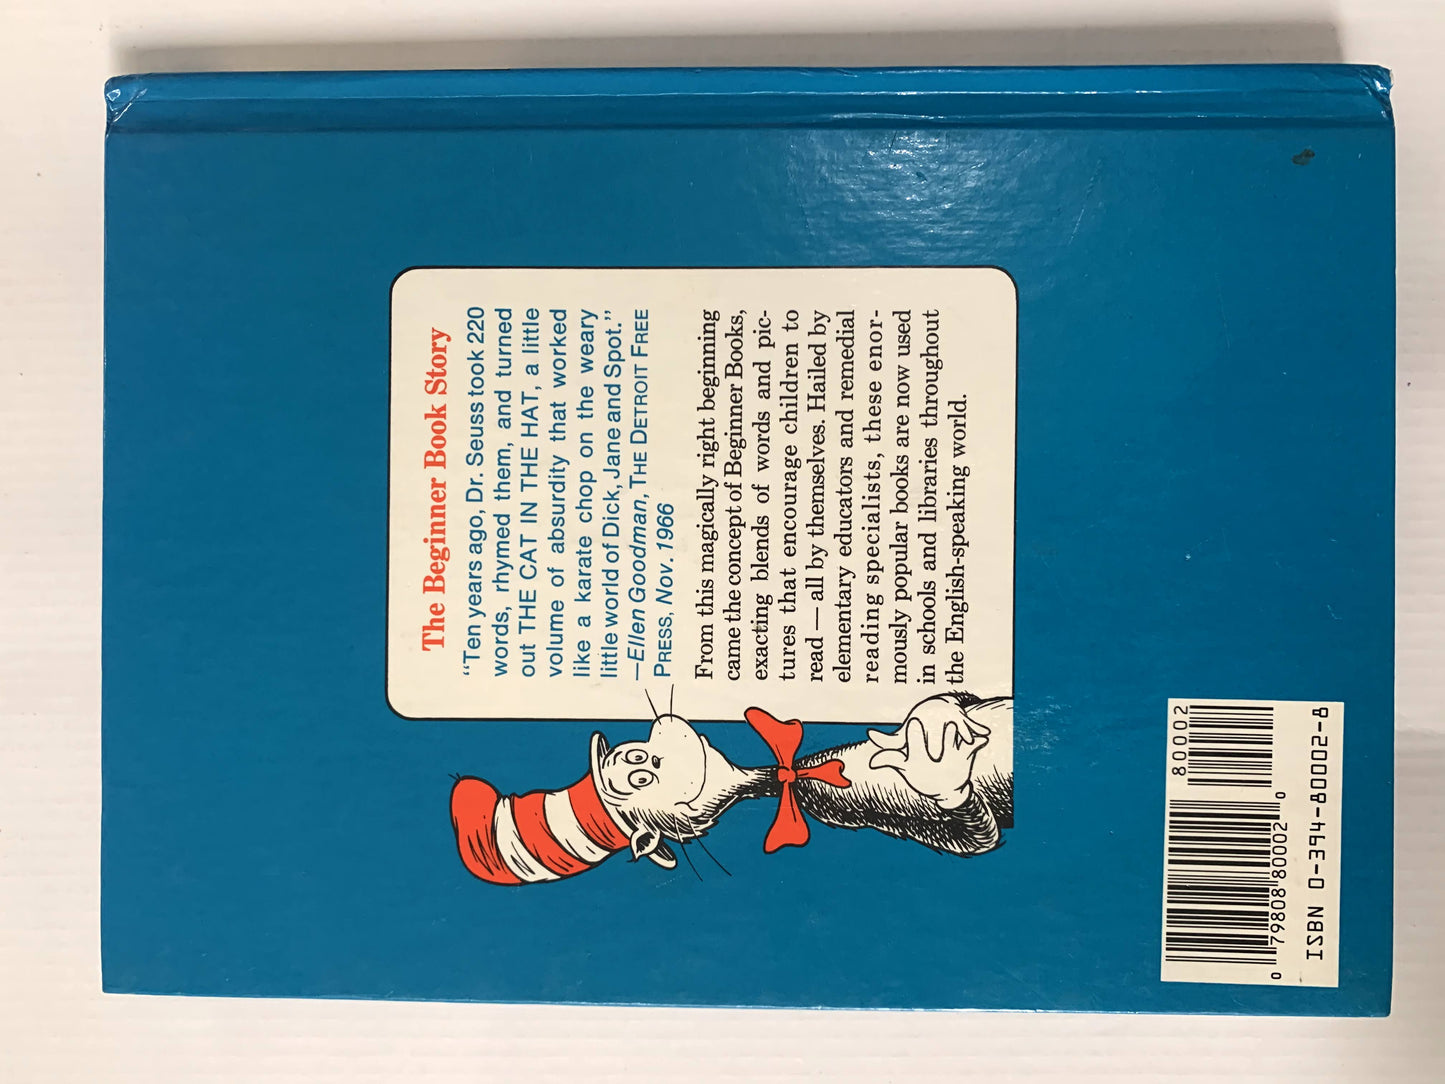 The Beginner Book Story
“Ten years ago, Dr. Seuss took 220
words, rhymed them, and turned
out THE CAT IN THE HAT, a little
volume of absurdity that worked
like a karate chop on the weary
little world of Dick, Jane and Spot.”
—Ellen Goodman, THE DETROIT FREE
PRESS, Nov. 1966
From this magically right beginning
came the concept of Beginner Books,
exacting blends of words and pic-
tures that encourage children to
read — all by themselves. Hailed by
elementary educators and remedial
reading specialists, these enor-
mously popular books are now used
in schools and libraries throughout
the English-speaking world.
80002
0 79808 80002 0
ISBN 0-394-80002-8